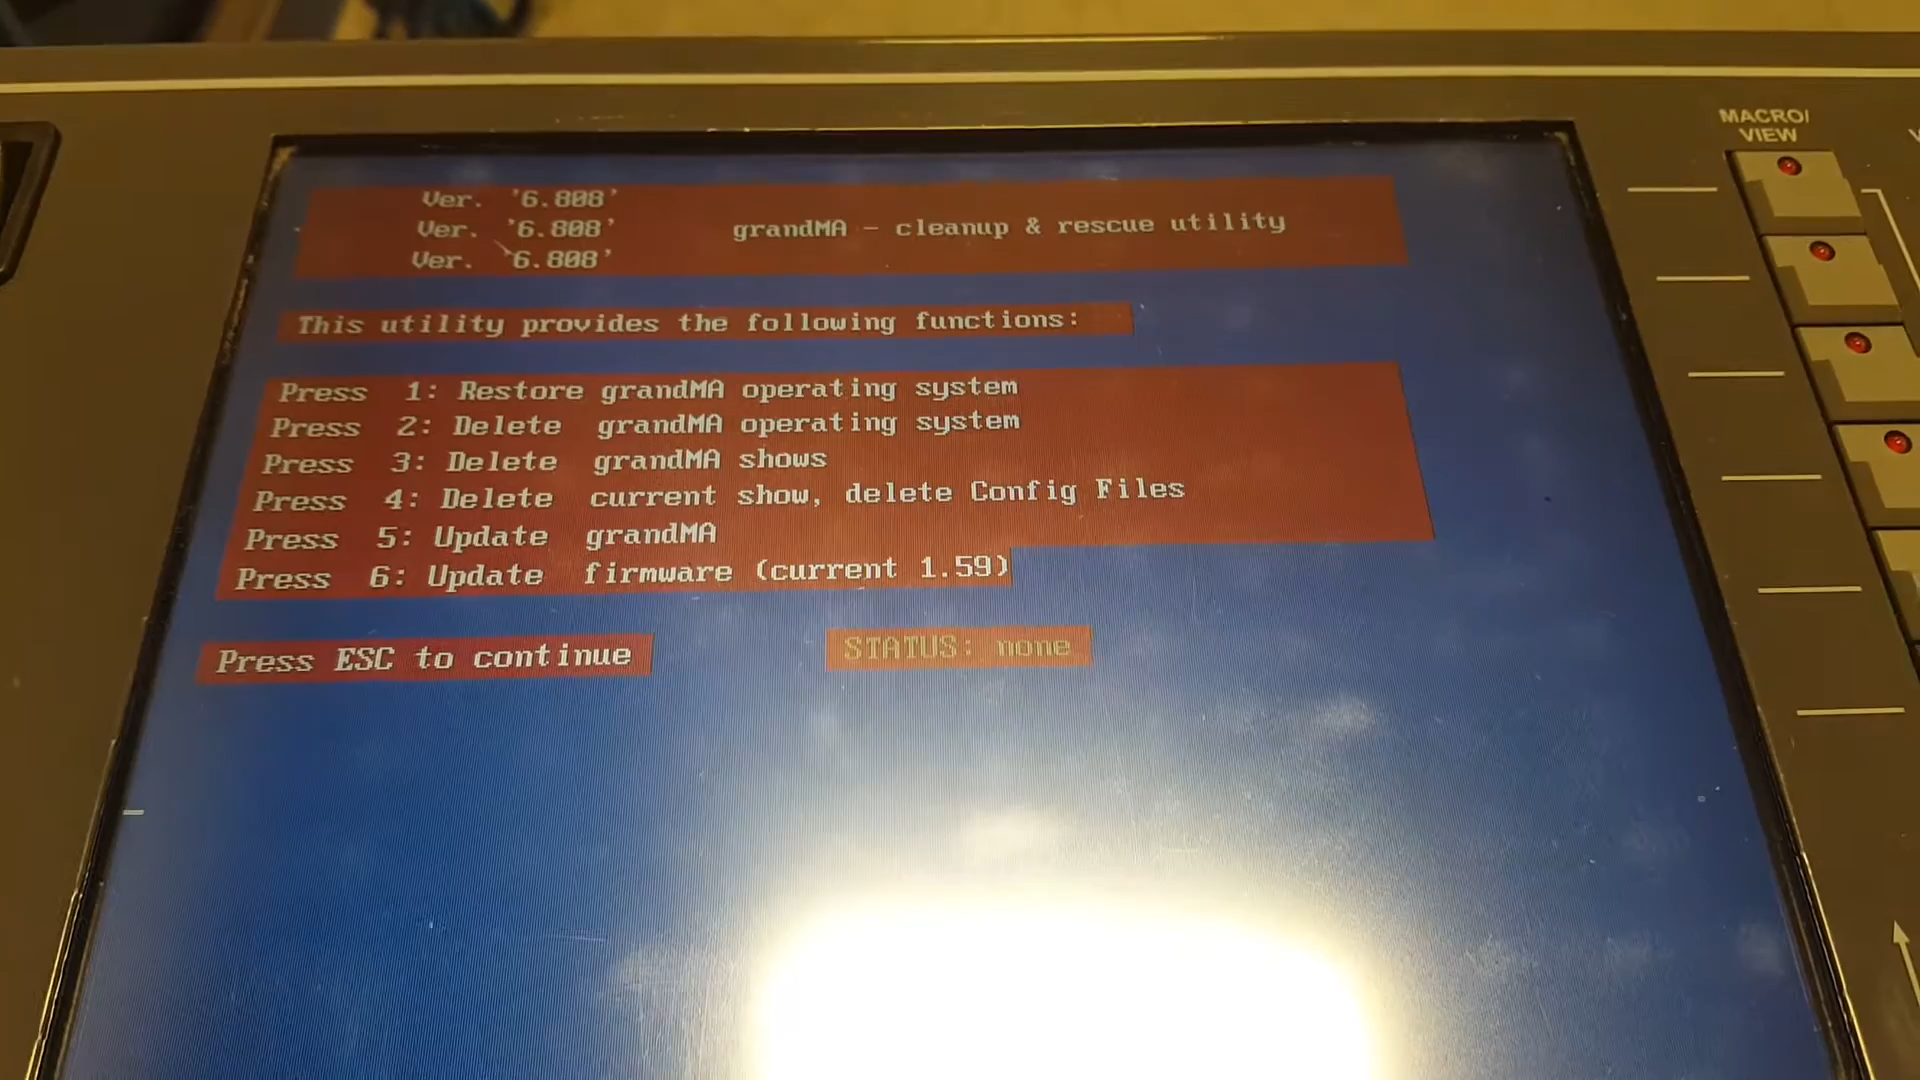 MACRO/
VIEW
Ver. '6.808'
Ver. '6.808'
Ver. '6.808'
grandMA - cleanup & rescue utility
This utility provides the following functions:
Press 1: Restore grandMA operating system
Press 2: Delete grandMA operating system
Press 3: Delete grandMA shows
Press 4: Delete current show, delete Config Files
Press 5: Update grandMA
Press 6: Update firmware (current 1.59)
Press ESC to continue
STATUS: none